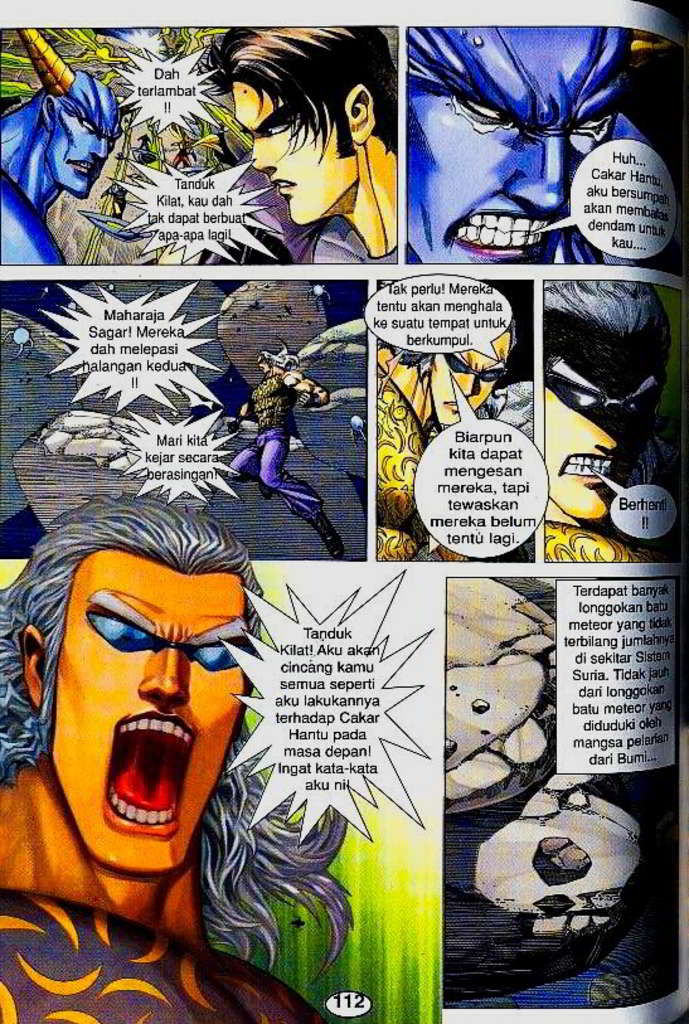 Dah
terlambat
!!
Tanduk
Kilat, kau dah
tak dapat berbuat
apa-apa lagi!
Huh...
Cakar Hantu,
aku bersumpah
akan membalas
dendam untuk
kau....
Maharaja
Sagar! Mereka
dah melepasi
halangan kedua
!!
Mari kita
kejar secara
berasingan!
Tak perlu! Mereka
tentu akan menghala
ke suatu tempat untuk
berkumpul.
Biarpun
kita dapat
mengesan
mereka, tapi
tewaskan
mereka belum
tentu lagi.
Berhenti
!!
Tanduk
Kilat! Aku akan
cincang kamu
semua seperti
aku lakukannya
terhadap Cakar
Hantu pada
masa depan!
Ingat kata-kata
aku ni!
Terdapat banyak
longgokan batu
meteor yang tidak
terbilang jumlahnya
di sekitar Sistem
Suria. Tidak jauh
dari longgokan
batu meteor yang
diduduki oleh
mangsa pelarian
dari Bumi...
112